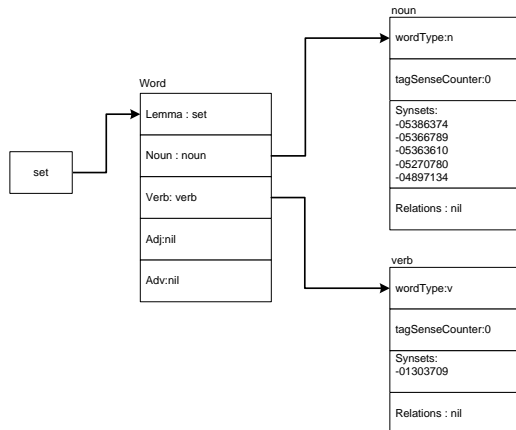 set
Word
Lemma : set
Noun : noun
Verb: verb
Adj:nil
Adv:nil
noun
wordType:n
tagSenseCounter:0
Synsets:
-05386374
-05366789
-05363610
-05270780
-04897134
Relations : nil
verb
wordType:v
tagSenseCounter:0
Synsets:
-01303709
Relations : nil